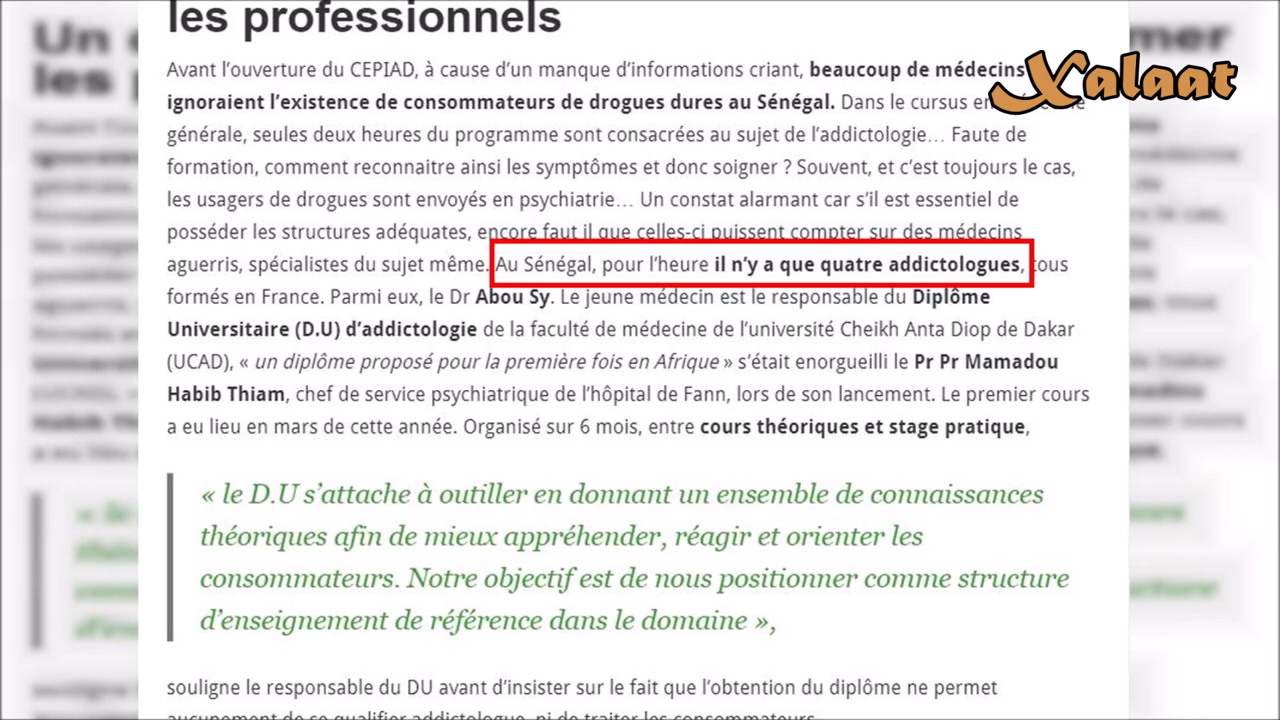 les professionnels
Xalaat
Avant l’ouverture du CEPIAD, à cause d’un manque d’informations criant, beaucoup de médecins
ignoraient l’existence de consommateurs de drogues dures au Sénégal. Dans le cursus en
générale, seules deux heures du programme sont consacrées au sujet de l’addictologie… Faute de
formation, comment reconnaitre ainsi les symptômes et donc soigner ? Souvent, et c’est toujours le cas,
les usagers de drogues sont envoyés en psychiatrie… Un constat alarmant car s’il est essentiel de
posséder les structures adéquates, encore faut il que celles-ci puissent compter sur des médecins
aguerris, spécialistes du sujet même. Au Sénégal, pour l’heure il n’y a que quatre addictologues, tous
formés en France. Parmi eux, le Dr Abou Sy. Le jeune médecin est le responsable du Diplôme
Universitaire (D.U) d’addictologie de la faculté de médecine de l’université Cheikh Anta Diop de Dakar
(UCAD), « un diplôme proposé pour la première fois en Afrique » s’était enorgueilli le Pr Pr Mamadou
Habib Thiam, chef de service psychiatrique de l’hôpital de Fann, lors de son lancement. Le premier cours
a eu lieu en mars de cette année. Organisé sur 6 mois, entre cours théoriques et stage pratique,
« le D.U s’attache à outiller en donnant un ensemble de connaissances
théoriques afin de mieux appréhender, réagir et orienter les
consommateurs. Notre objectif est de nous positionner comme structure
d’enseignement de référence dans le domaine »,
souligne le responsable du DU avant d’insister sur le fait que l’obtention du diplôme ne permet
aucunement de se qualifier addictologue, ni de traiter les consommateurs